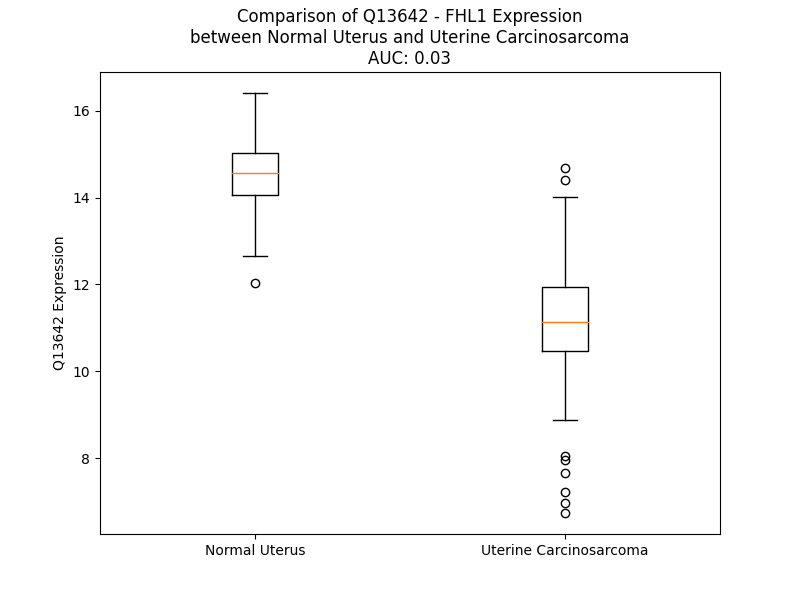 Comparison of Q13642 - FHL1 Expression
between Normal Uterus and Uterine Carcinosarcoma
AUC: 0.03
16
14
12
10
8
Q13642 Expression
Normal Uterus
Uterine Carcinosarcoma